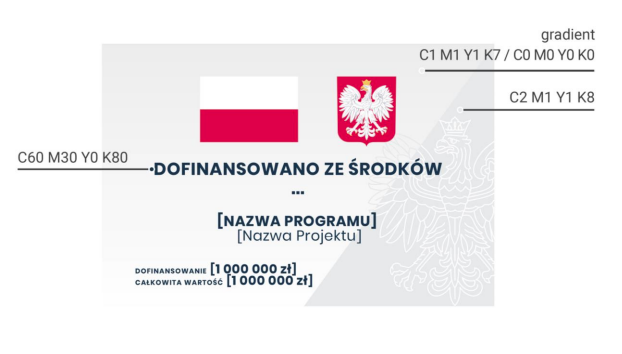 gradient
C1 M1 Y1 K7 / C0 M0 Y0 K0
C2 M1 Y1 K8
C60 M30 Y0 K80
DOFINANSOWANO ZE ŚRODKÓW
...
[NAZWA PROGRAMU]
[Nazwa Projektu]
DOFINANSOWANIE [1 000 000 zł]
CAŁKOWITA WARTOŚĆ [1 000 000 zł]